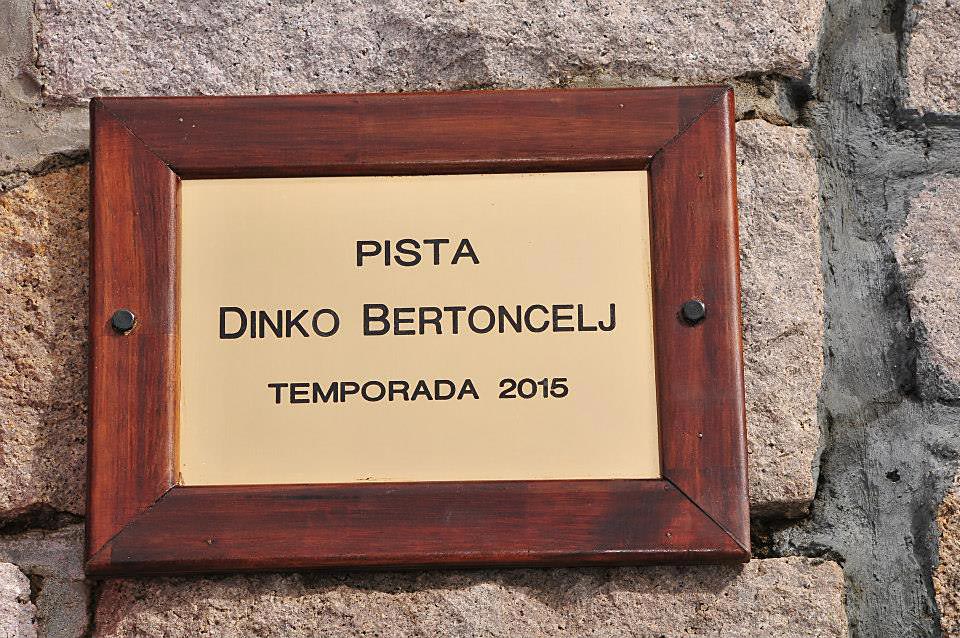 PISTA
DINKO BERTONCELJ
TEMPORADA 2015